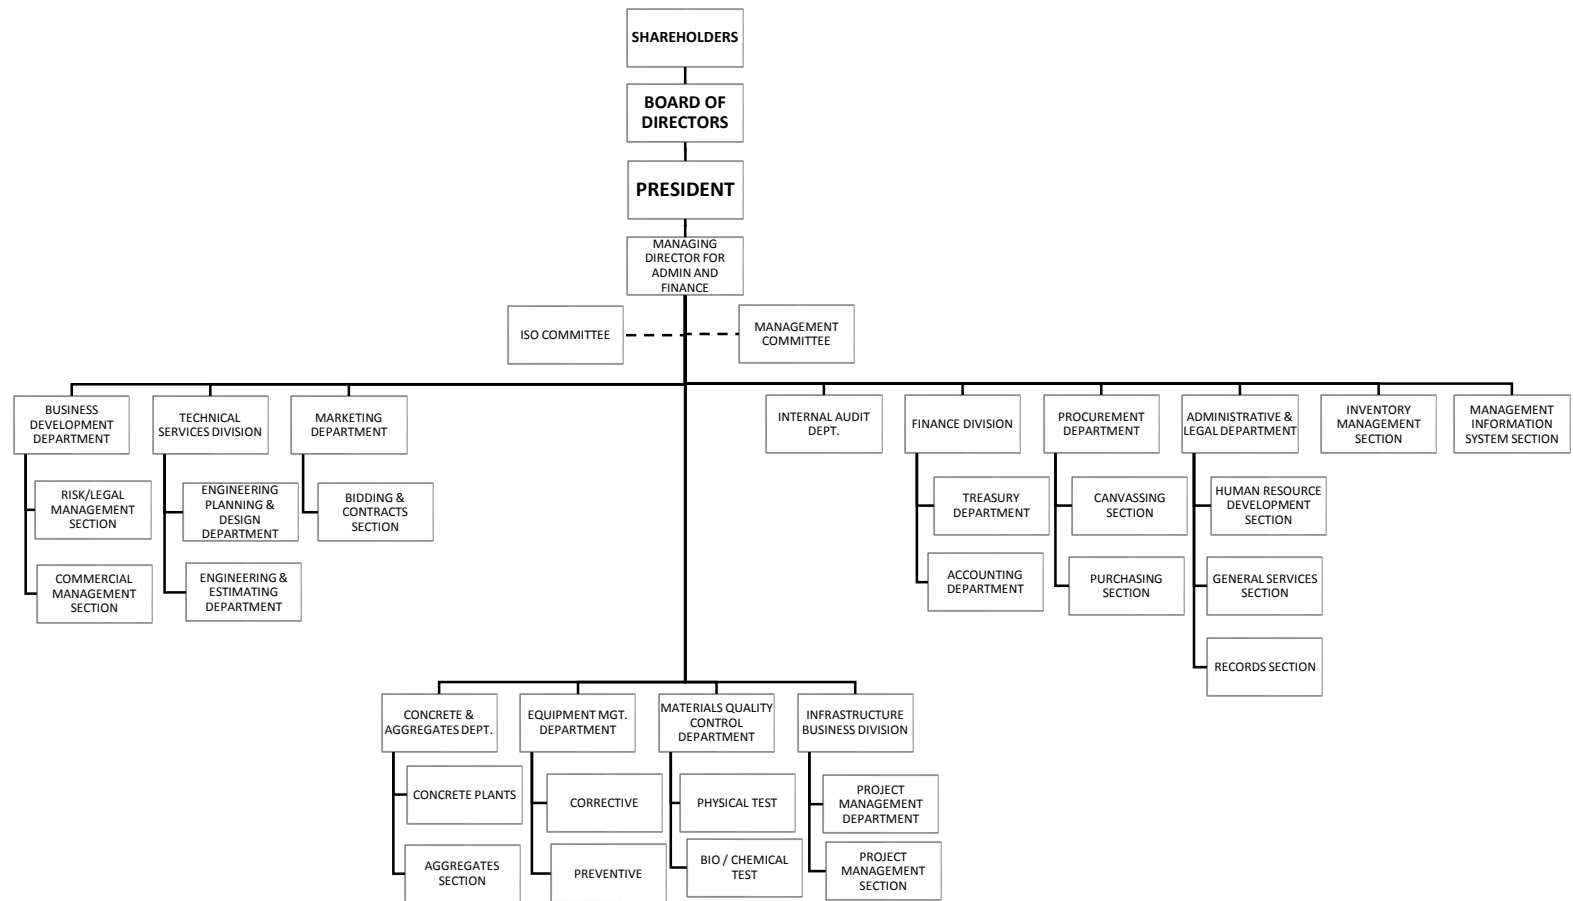 SHAREHOLDERS
BOARD OF
DIRECTORS
PRESIDENT
MANAGING
DIRECTOR FOR
ADMIN AND
FINANCE
ISO COMMITTEE
MANAGEMENT
COMMITTEE
BUSINESS
DEVELOPMENT
DEPARTMENT
TECHNICAL
SERVICES DIVISION
MARKETING
DEPARTMENT
INTERNAL AUDIT
DEPT.
FINANCE DIVISION
PROCUREMENT
DEPARTMENT
ADMINISTRATIVE &
LEGAL DEPARTMENT
INVENTORY
MANAGEMENT
SECTION
MANAGEMENT
INFORMATION
SYSTEM SECTION
RISK/LEGAL
MANAGEMENT
SECTION
ENGINEERING
PLANNING &
DESIGN
DEPARTMENT
BIDDING &
CONTRACTS
SECTION
TREASURY
DEPARTMENT
CANVASSING
SECTION
HUMAN RESOURCE
DEVELOPMENT
SECTION
COMMERCIAL
MANAGEMENT
SECTION
ENGINEERING &
ESTIMATING
DEPARTMENT
ACCOUNTING
DEPARTMENT
PURCHASING
SECTION
GENERAL SERVICES
SECTION
RECORDS SECTION
CONCRETE &
AGGREGATES DEPT.
EQUIPMENT MGT.
DEPARTMENT
MATERIALS QUALITY
CONTROL
DEPARTMENT
INFRASTRUCTURE
BUSINESS DIVISION
CONCRETE PLANTS
CORRECTIVE
PHYSICAL TEST
PROJECT
MANAGEMENT
DEPARTMENT
AGGREGATES
SECTION
PREVENTIVE
BIO / CHEMICAL
TEST
PROJECT
MANAGEMENT
SECTION